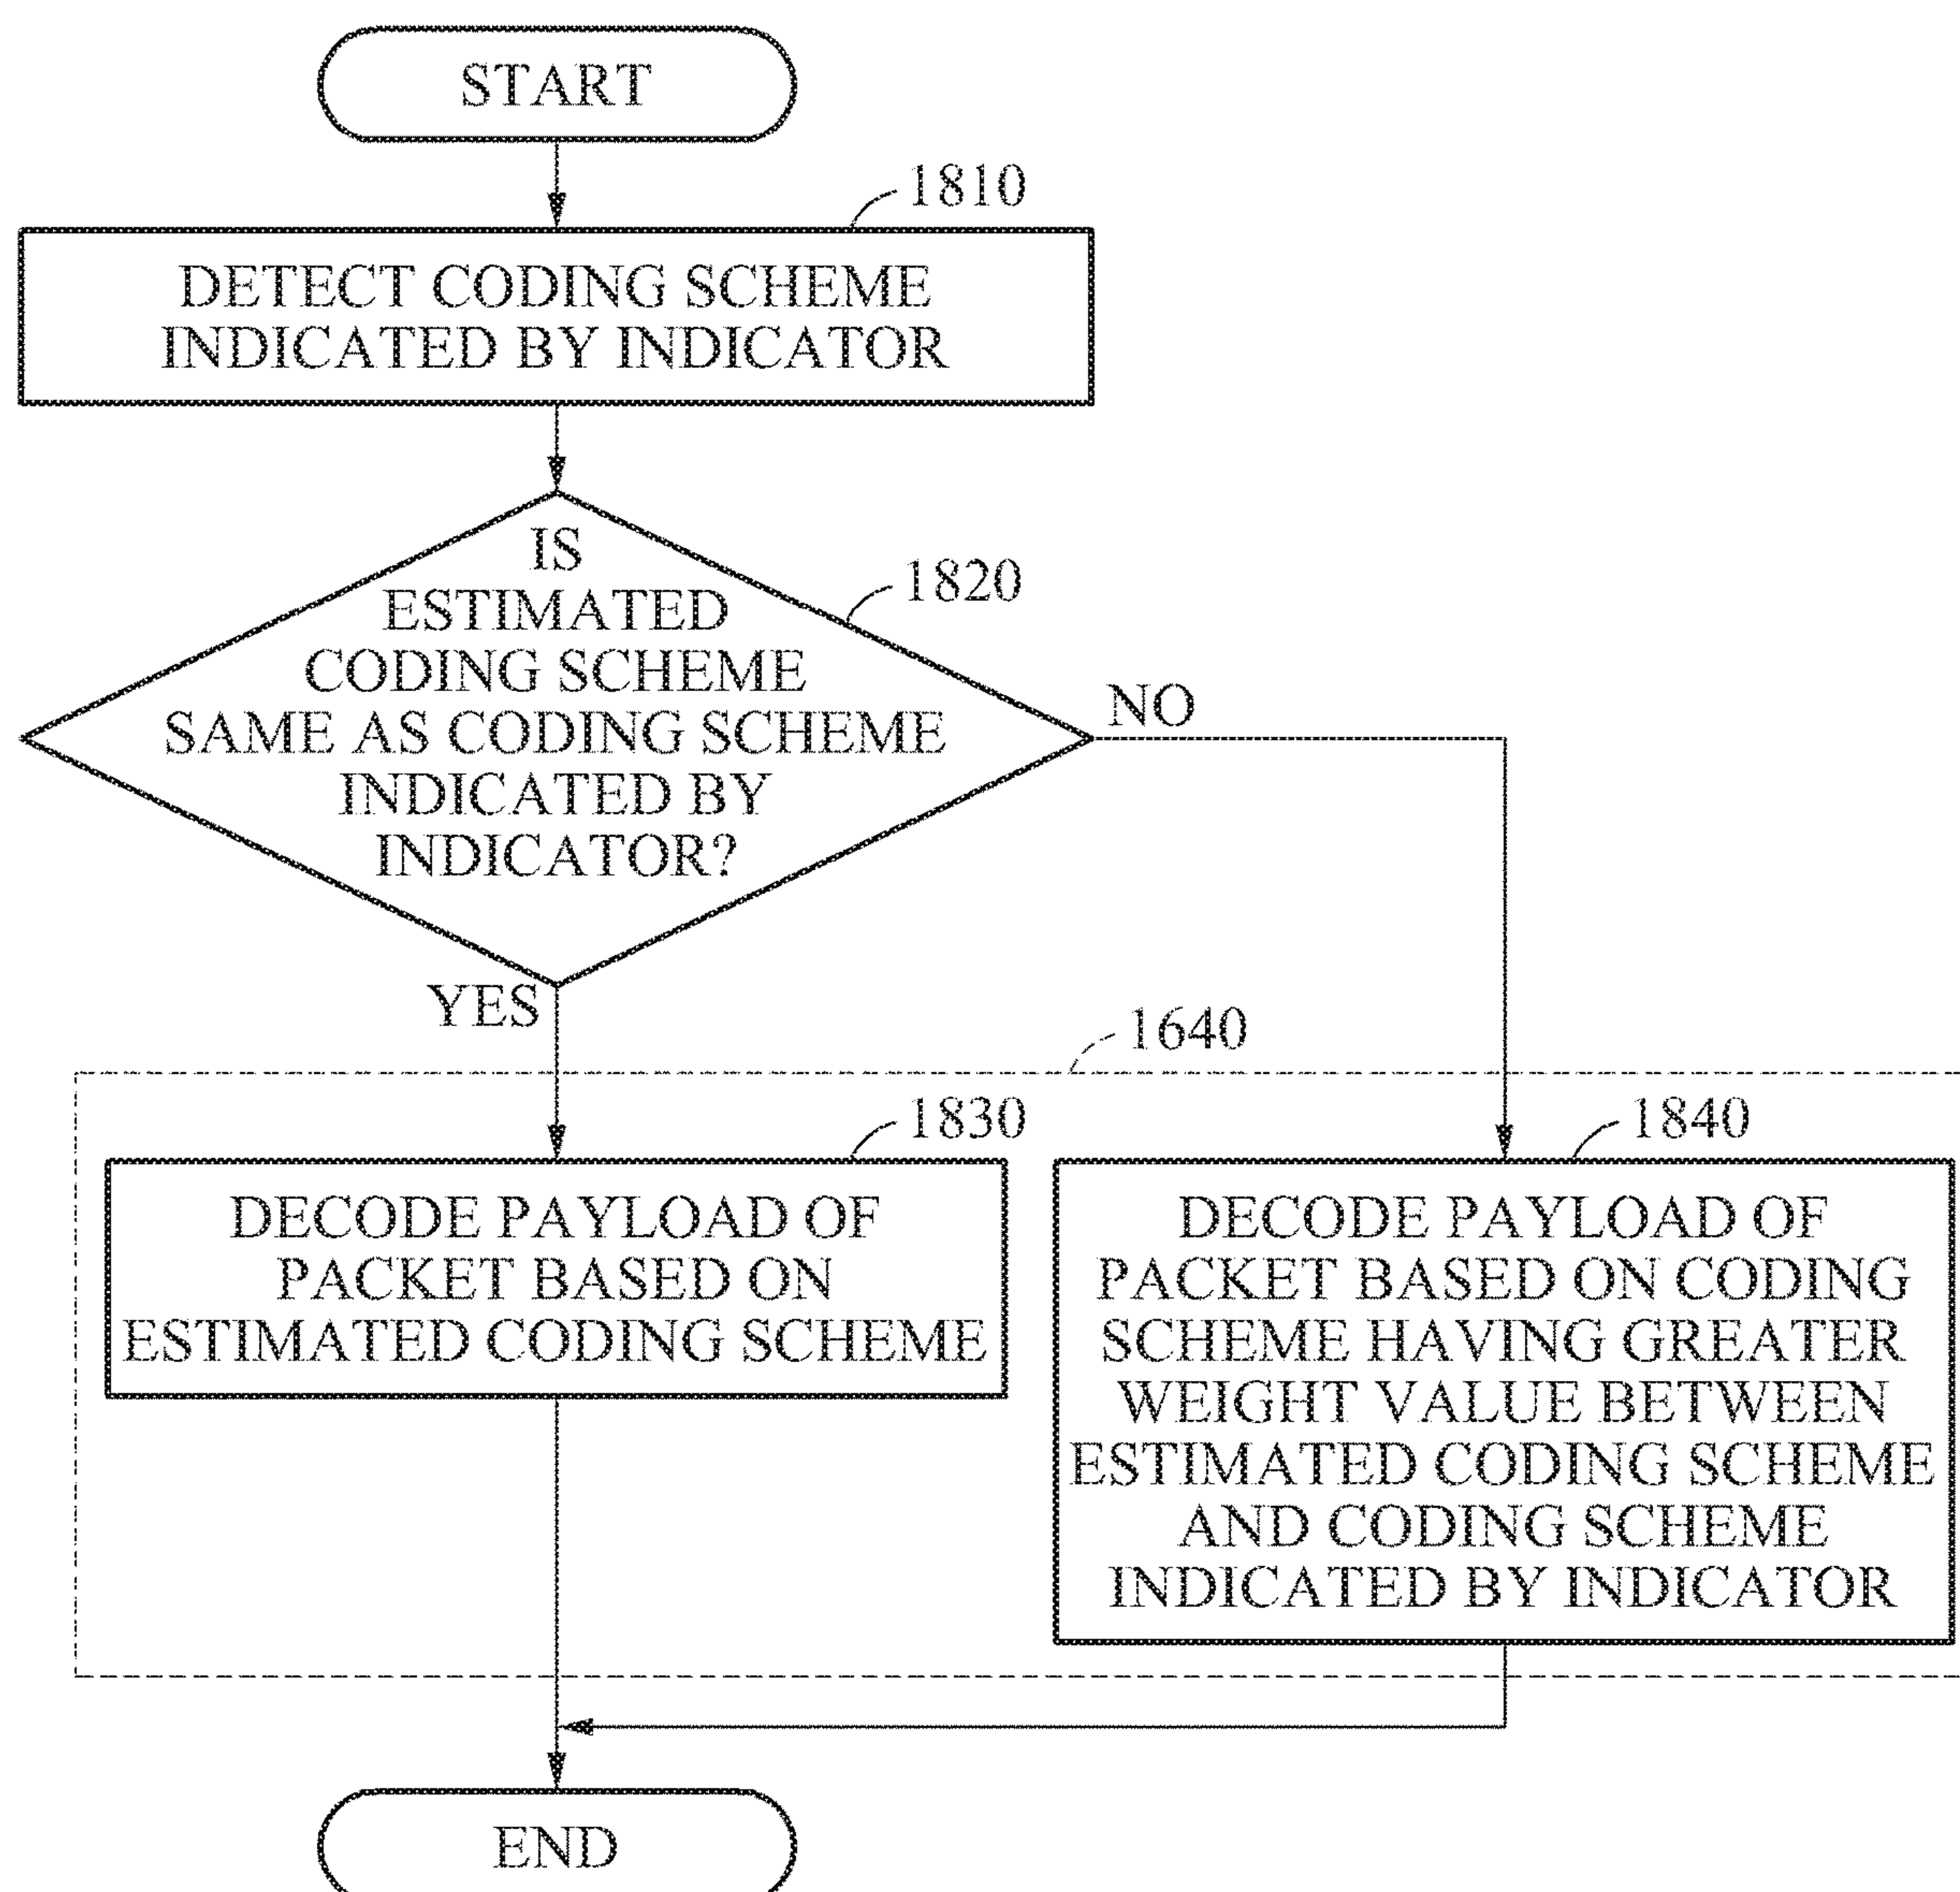 START
1810
DETECT CODING SCHEME
INDICATED BY INDICATOR
IS
ESTIMATED
CODING SCHEME
SAME AS CODING SCHEME
INDICATED BY
INDICATOR?
1820
NO
YES
1640
1830
DECODE PAYLOAD OF
PACKET BASED ON
ESTIMATED CODING SCHEME
1840
DECODE PAYLOAD OF
PACKET BASED ON CODING
SCHEME HAVING GREATER
WEIGHT VALUE BETWEEN
ESTIMATED CODING SCHEME
AND CODING SCHEME
INDICATED BY INDICATOR
END